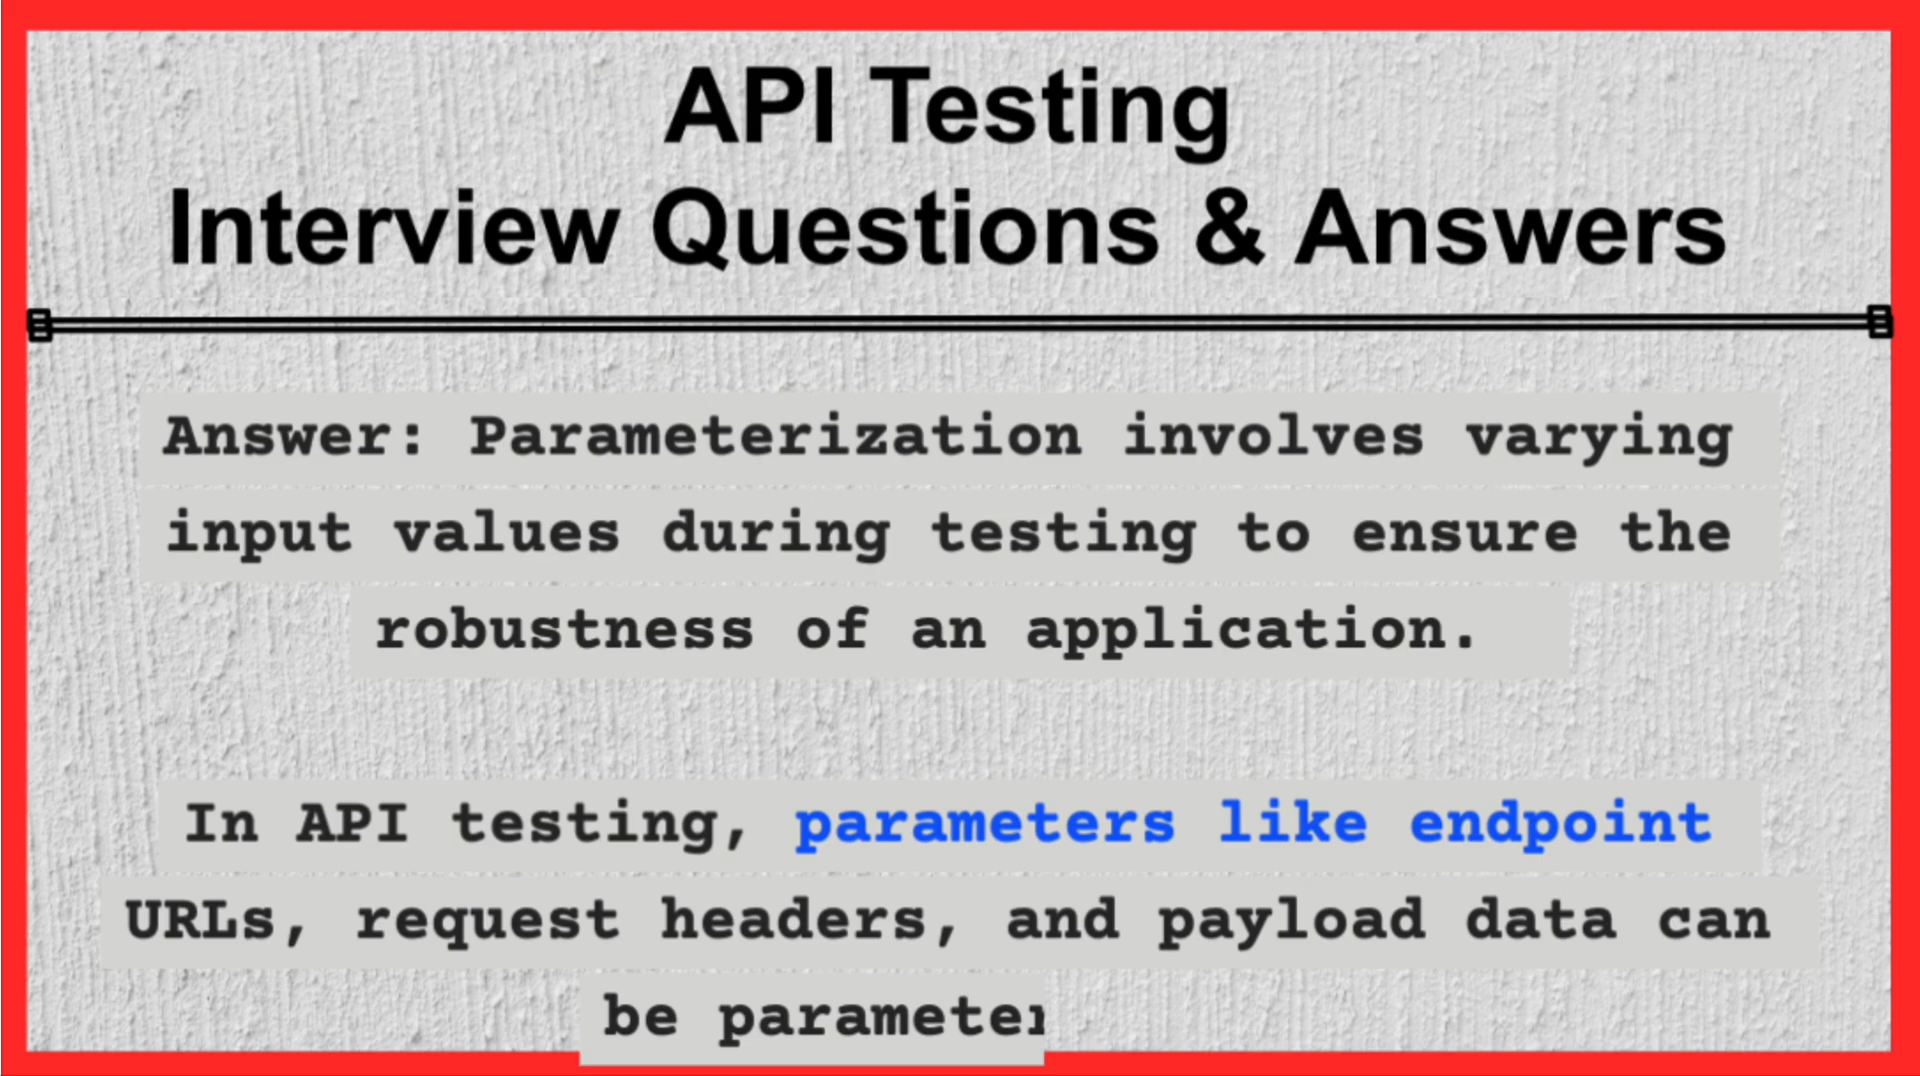 API Testing
Interview Questions & Answers
Answer: Parameterization involves varying
input values during testing to ensure the
robustness of an application.
In API testing, parameters like endpoint
URLs, request headers, and payload data can
be parameter